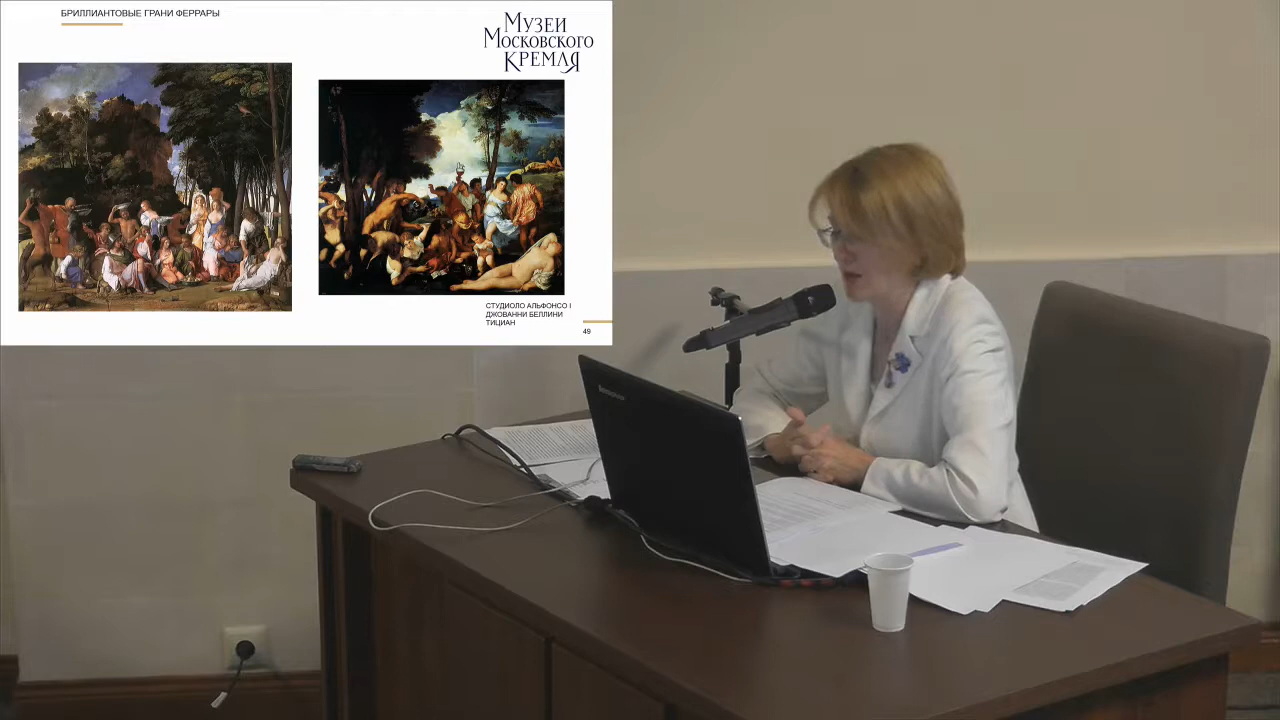 БРИЛЛИАНТОВЫЕ ГРАНИ ФЕРРАРЫ
МУЗЕИ
МОСКОВСКОГО
КРЕМЛЯ
СТУДИОЛО АЛЬФОНСО I
ДЖОВАННИ БЕЛЛИНИ
ТИЦИАН
49